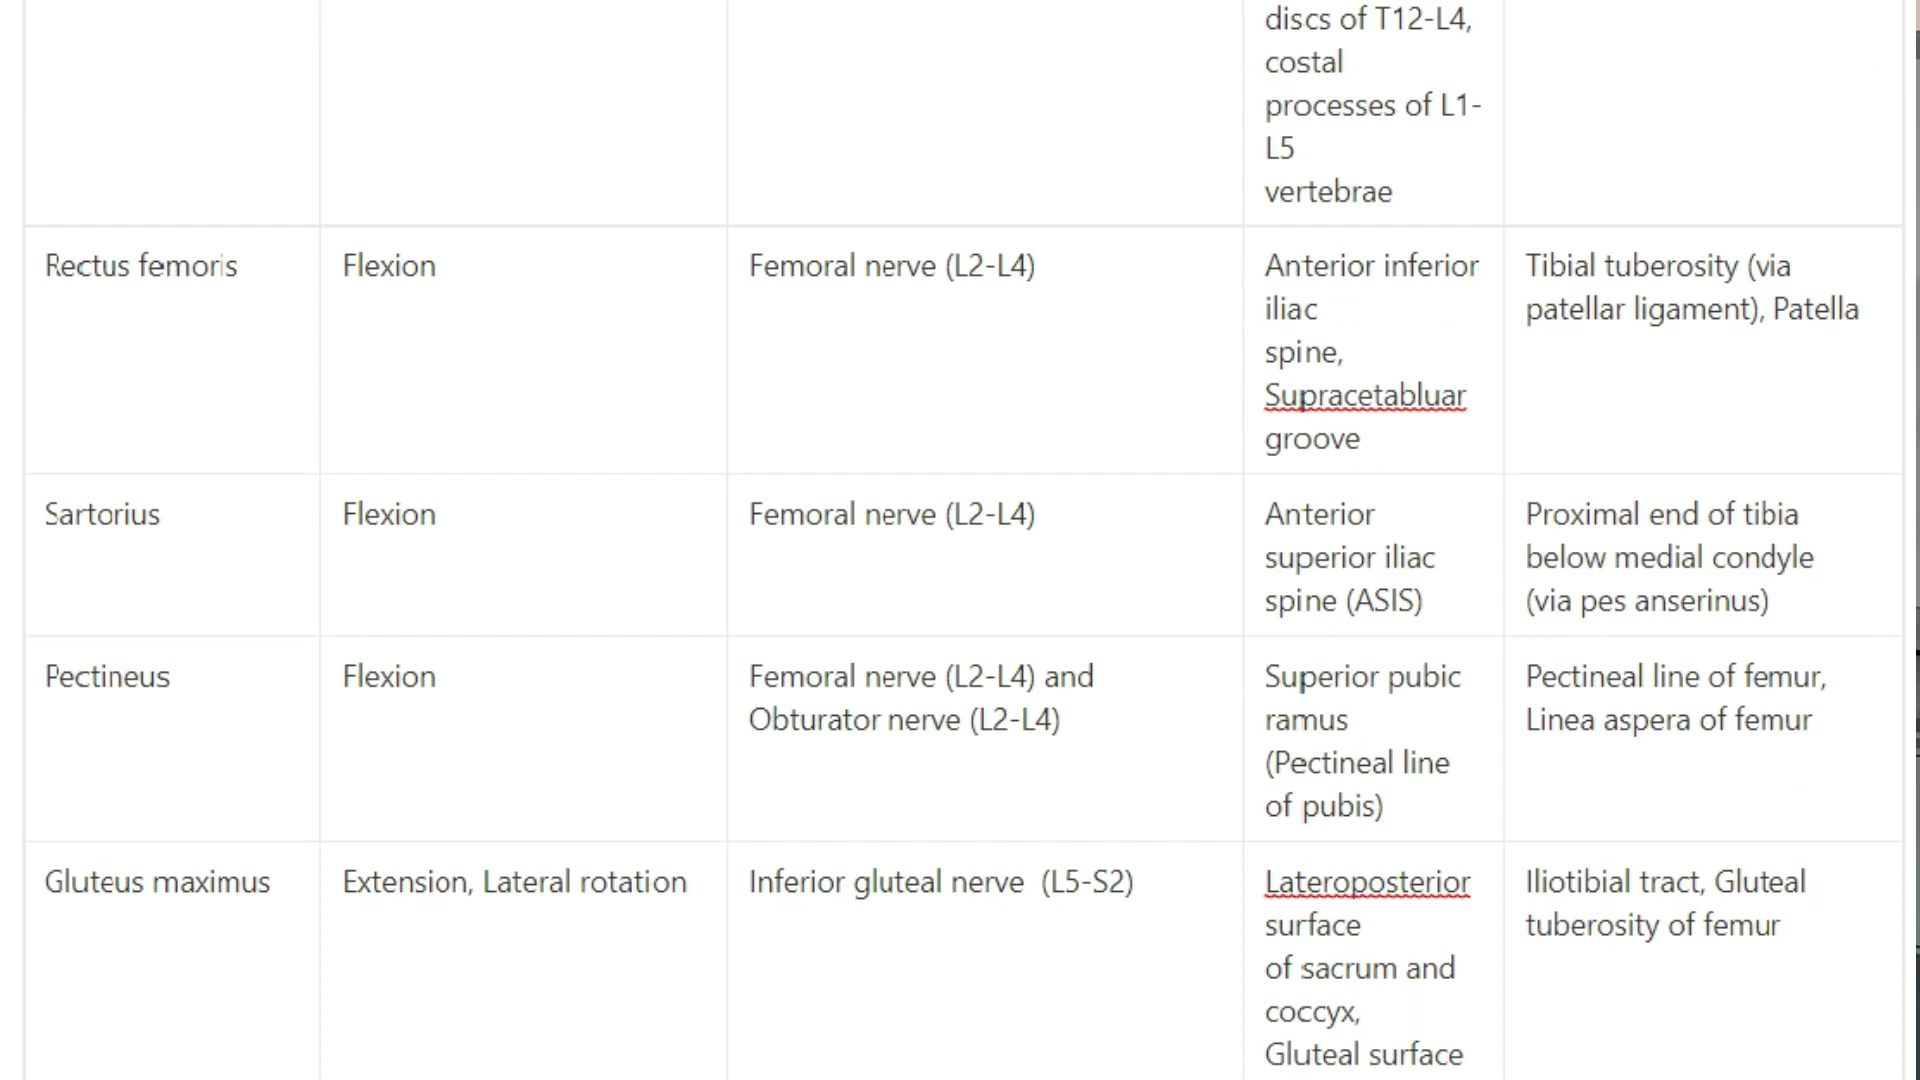 discs of T12-L4,
costal
processes of L1-
L5
vertebrae
Rectus femoris
Flexion
Femoral nerve (L2-L4)
Anterior inferior
iliac
spine,
Supracetabluar
groove
Tibial tuberosity (via
patellar ligament), Patella
Sartorius
Flexion
Femoral nerve (L2-L4)
Anterior
superior iliac
spine (ASIS)
Proximal end of tibia
below medial condyle
(via pes anserinus)
Pectineus
Flexion
Femoral nerve (L2-L4) and
Obturator nerve (L2-L4)
Superior pubic
ramus
(Pectineal line
of pubis)
Pectineal line of femur,
Linea aspera of femur
Gluteus maximus
Extension, Lateral rotation
Inferior gluteal nerve (L5-S2)
Lateroposterior
surface
of sacrum and
coccyx,
Gluteal surface
Iliotibial tract, Gluteal
tuberosity of femur